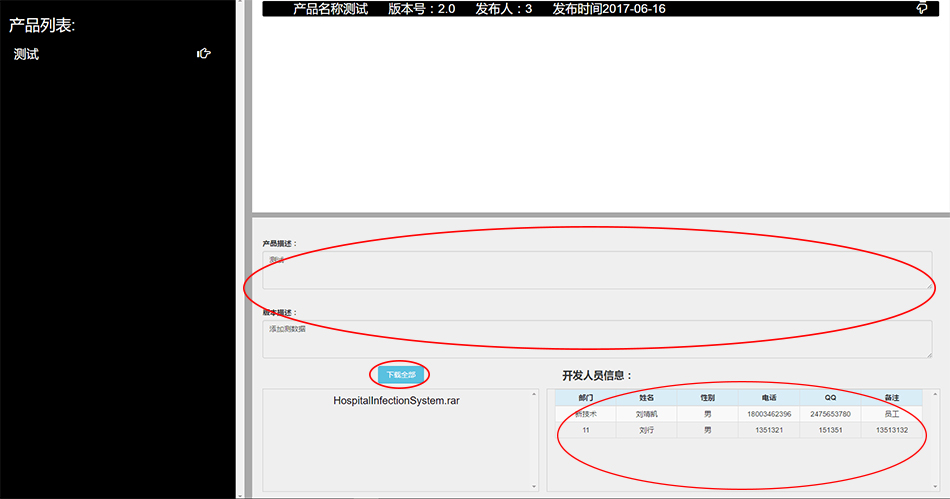 产品列表:
测试
产品名称测试 版本号：2.0 发布人：3 发布时间2017-06-16
产品描述：
测试
版本描述：
添加测数据
下载全部
HospitalInfectionSystem.rar
开发人员信息：
部门 姓名 性别 电话 QQ 备注
新技术 刘靖凯 男 18003462396 2475653780 员工
11 刘行 男 1351321 151351 13513132